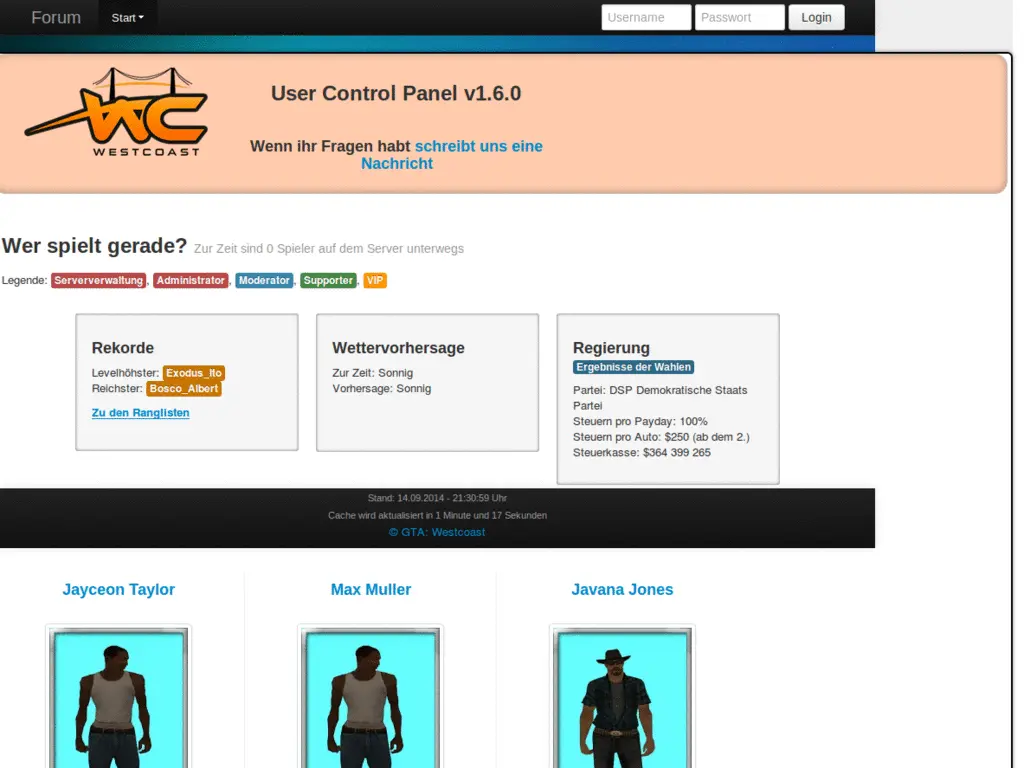 Forum
Start
Username
Passwort
Login
WC
WESTCOAST
User Control Panel v1.6.0
Wenn ihr Fragen habt schreibt uns eine
Nachricht
Wer spielt gerade? Zur Zeit sind 0 Spieler auf dem Server unterwegs
Legende: Serververwaltung, Administrator, Moderator, Supporter, VIP
Rekorde
Levelhöhster: Exodus_Ito
Reichster: Bosco_Albert
Zu den Ranglisten
Wettervorhersage
Zur Zeit: Sonnig
Vorhersage: Sonnig
Regierung
Ergebnisse der Wahlen
Partei: DSP Demokratische Staats
Partei
Steuern pro Payday: 100%
Steuern pro Auto: $250 (ab dem 2.)
Steuerkasse: $364 399 265
Stand: 14.09.2014 - 21:30:59 Uhr
Cache wird aktualisiert in 1 Minute und 17 Sekunden
© GTA: Westcoast
Jayceon Taylor
Max Muller
Javana Jones